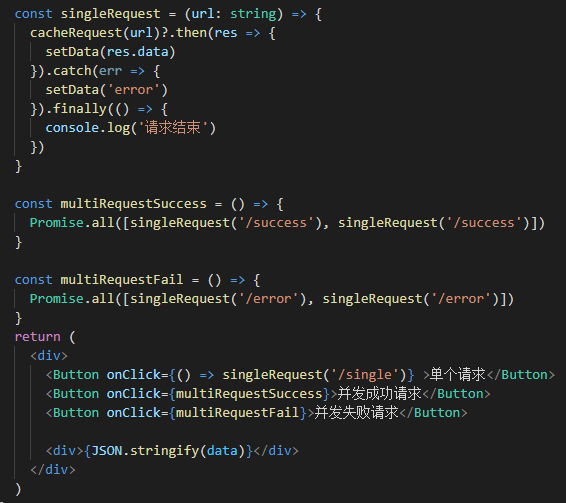 const singleRequest = (url: string) => {
  cacheRequest(url)?.then(res => {
    setData(res.data)
  }).catch(err => {
    setData('error')
  }).finally(() => {
    console.log('请求结束')
  })
}

const multiRequestSuccess = () => {
  Promise.all([singleRequest('/success'), singleRequest('/success')])
}

const multiRequestFail = () => {
  Promise.all([singleRequest('/error'), singleRequest('/error')])
}
return (
  <div>
    <Button onClick={() => singleRequest('/single')} >单个请求</Button>
    <Button onClick={multiRequestSuccess}>并发成功请求</Button>
    <Button onClick={multiRequestFail}>并发失败请求</Button>

    <div>{JSON.stringify(data)}</div>
  </div>
)